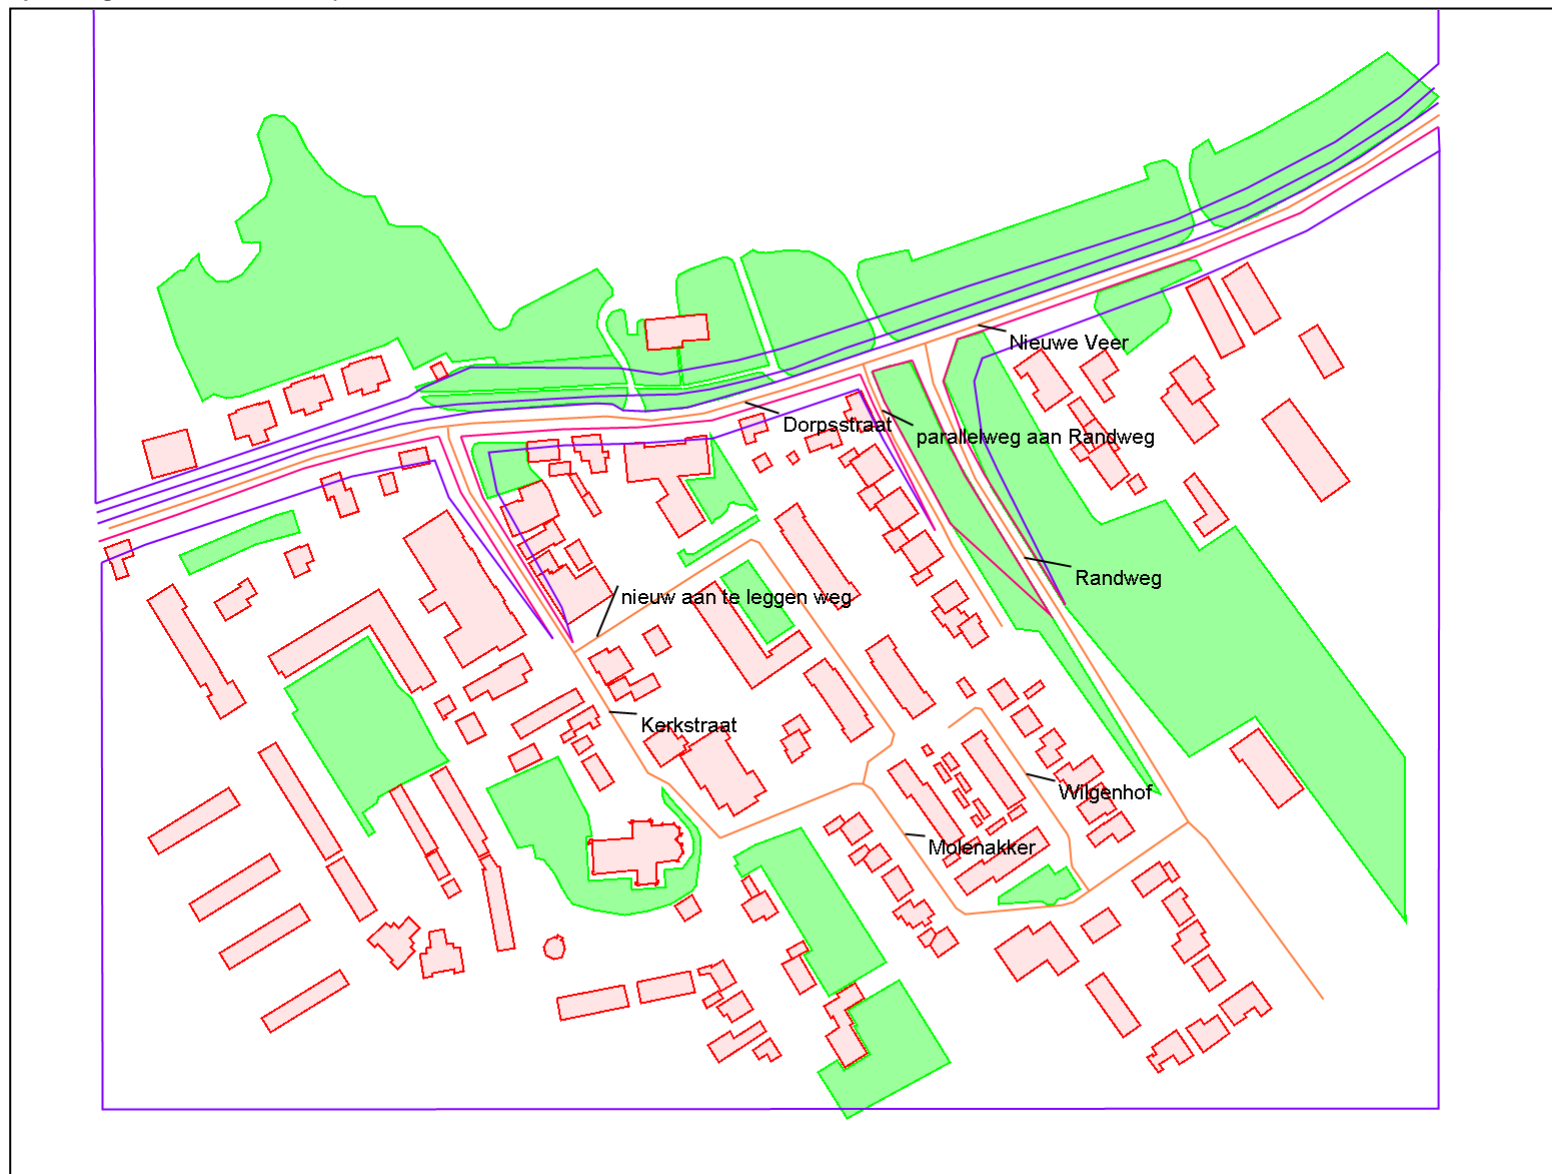 Nieuwe Veer
Dorpsstraat
parallelweg aan Randweg
Randweg
nieuw aan te leggen weg
Kerkstraat
Wilgenhof
Molenakker